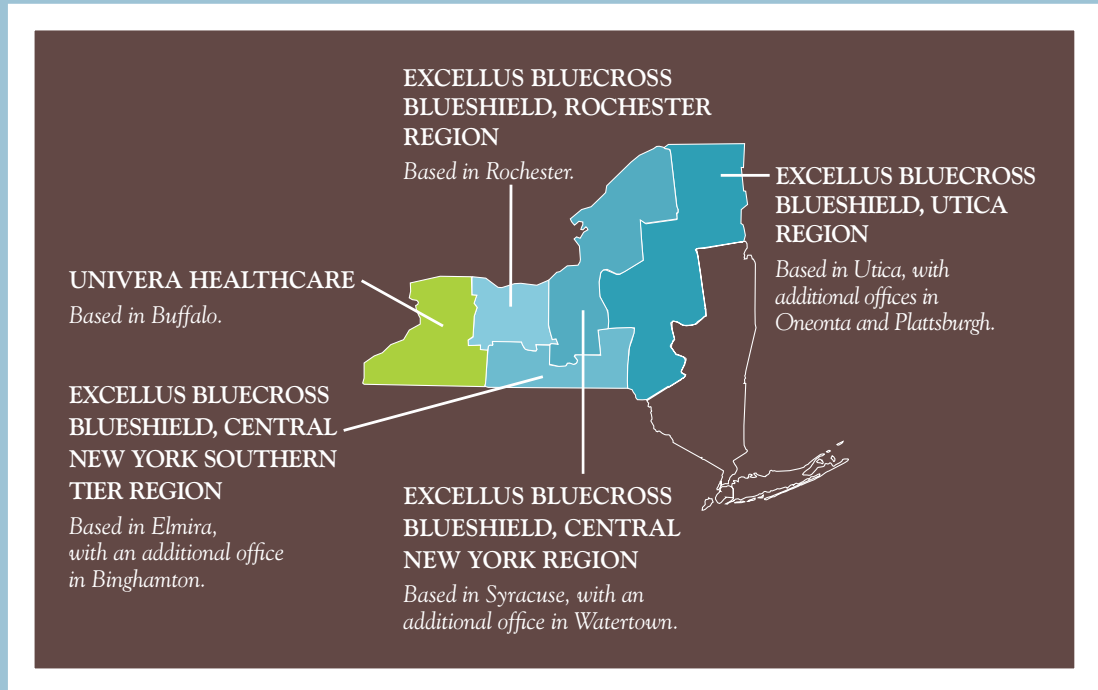 EXCELLUS BLUECROSS
BLUESHIELD, ROCHESTER
REGION
Based in Rochester.
EXCELLUS BLUECROSS
BLUESHIELD, UTICA
REGION
Based in Utica, with
additional offices in
Oneonta and Plattsburgh.
UNIVERA HEALTHCARE
Based in Buffalo.
EXCELLUS BLUECROSS
BLUESHIELD, CENTRAL
NEW YORK SOUTHERN
TIER REGION
Based in Elmira,
with an additional office
in Binghamton.
EXCELLUS BLUECROSS
BLUESHIELD, CENTRAL
NEW YORK REGION
Based in Syracuse, with an
additional office in Watertown.